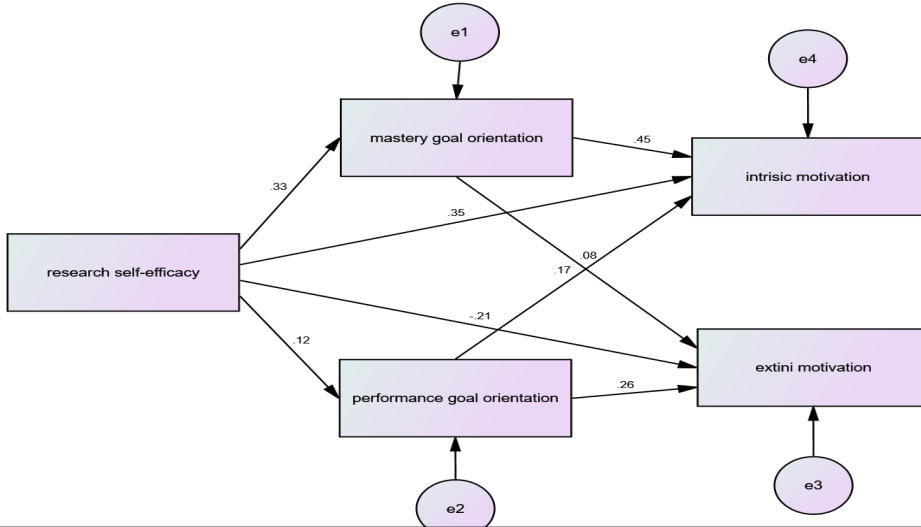 e1
e4
mastery goal orientation
.45
intrisic motivation
.33
.35
research self-efficacy
.08
.17
-.21
.12
extini motivation
.26
performance goal orientation
e3
e2